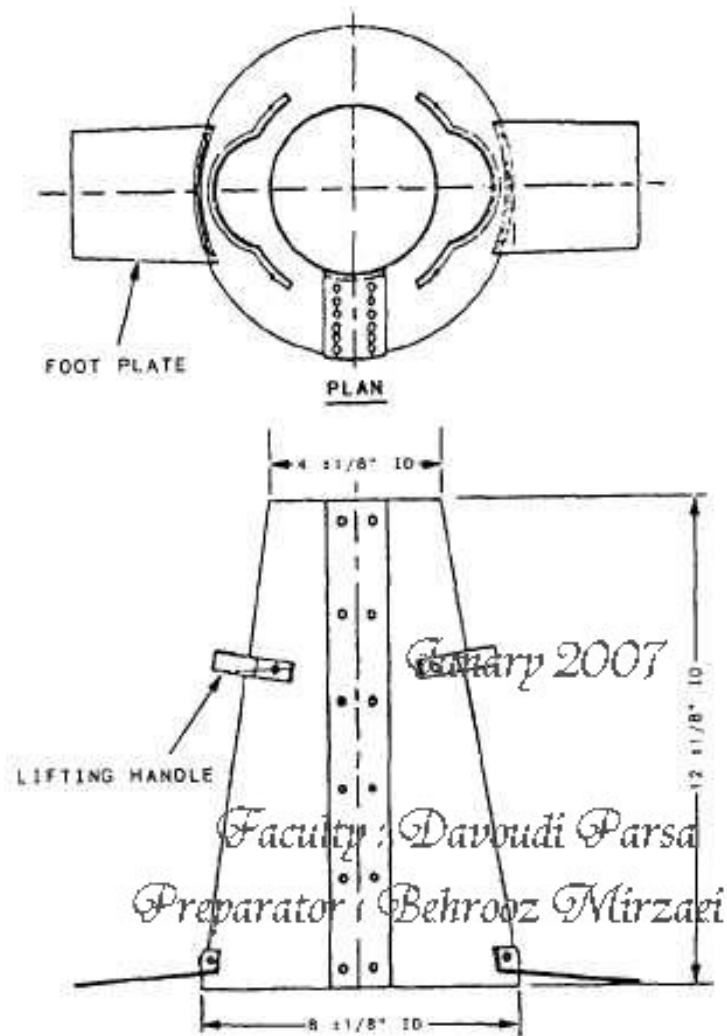 FOOT PLATE
PLAN
4 ±1/8" ID
LIFTING HANDLE
12 ±1/8" ID
Janary 2007
Faculty : Davoudi Parsa
Preparator : Behrooz Mirzaei
8 ±1/8" ID